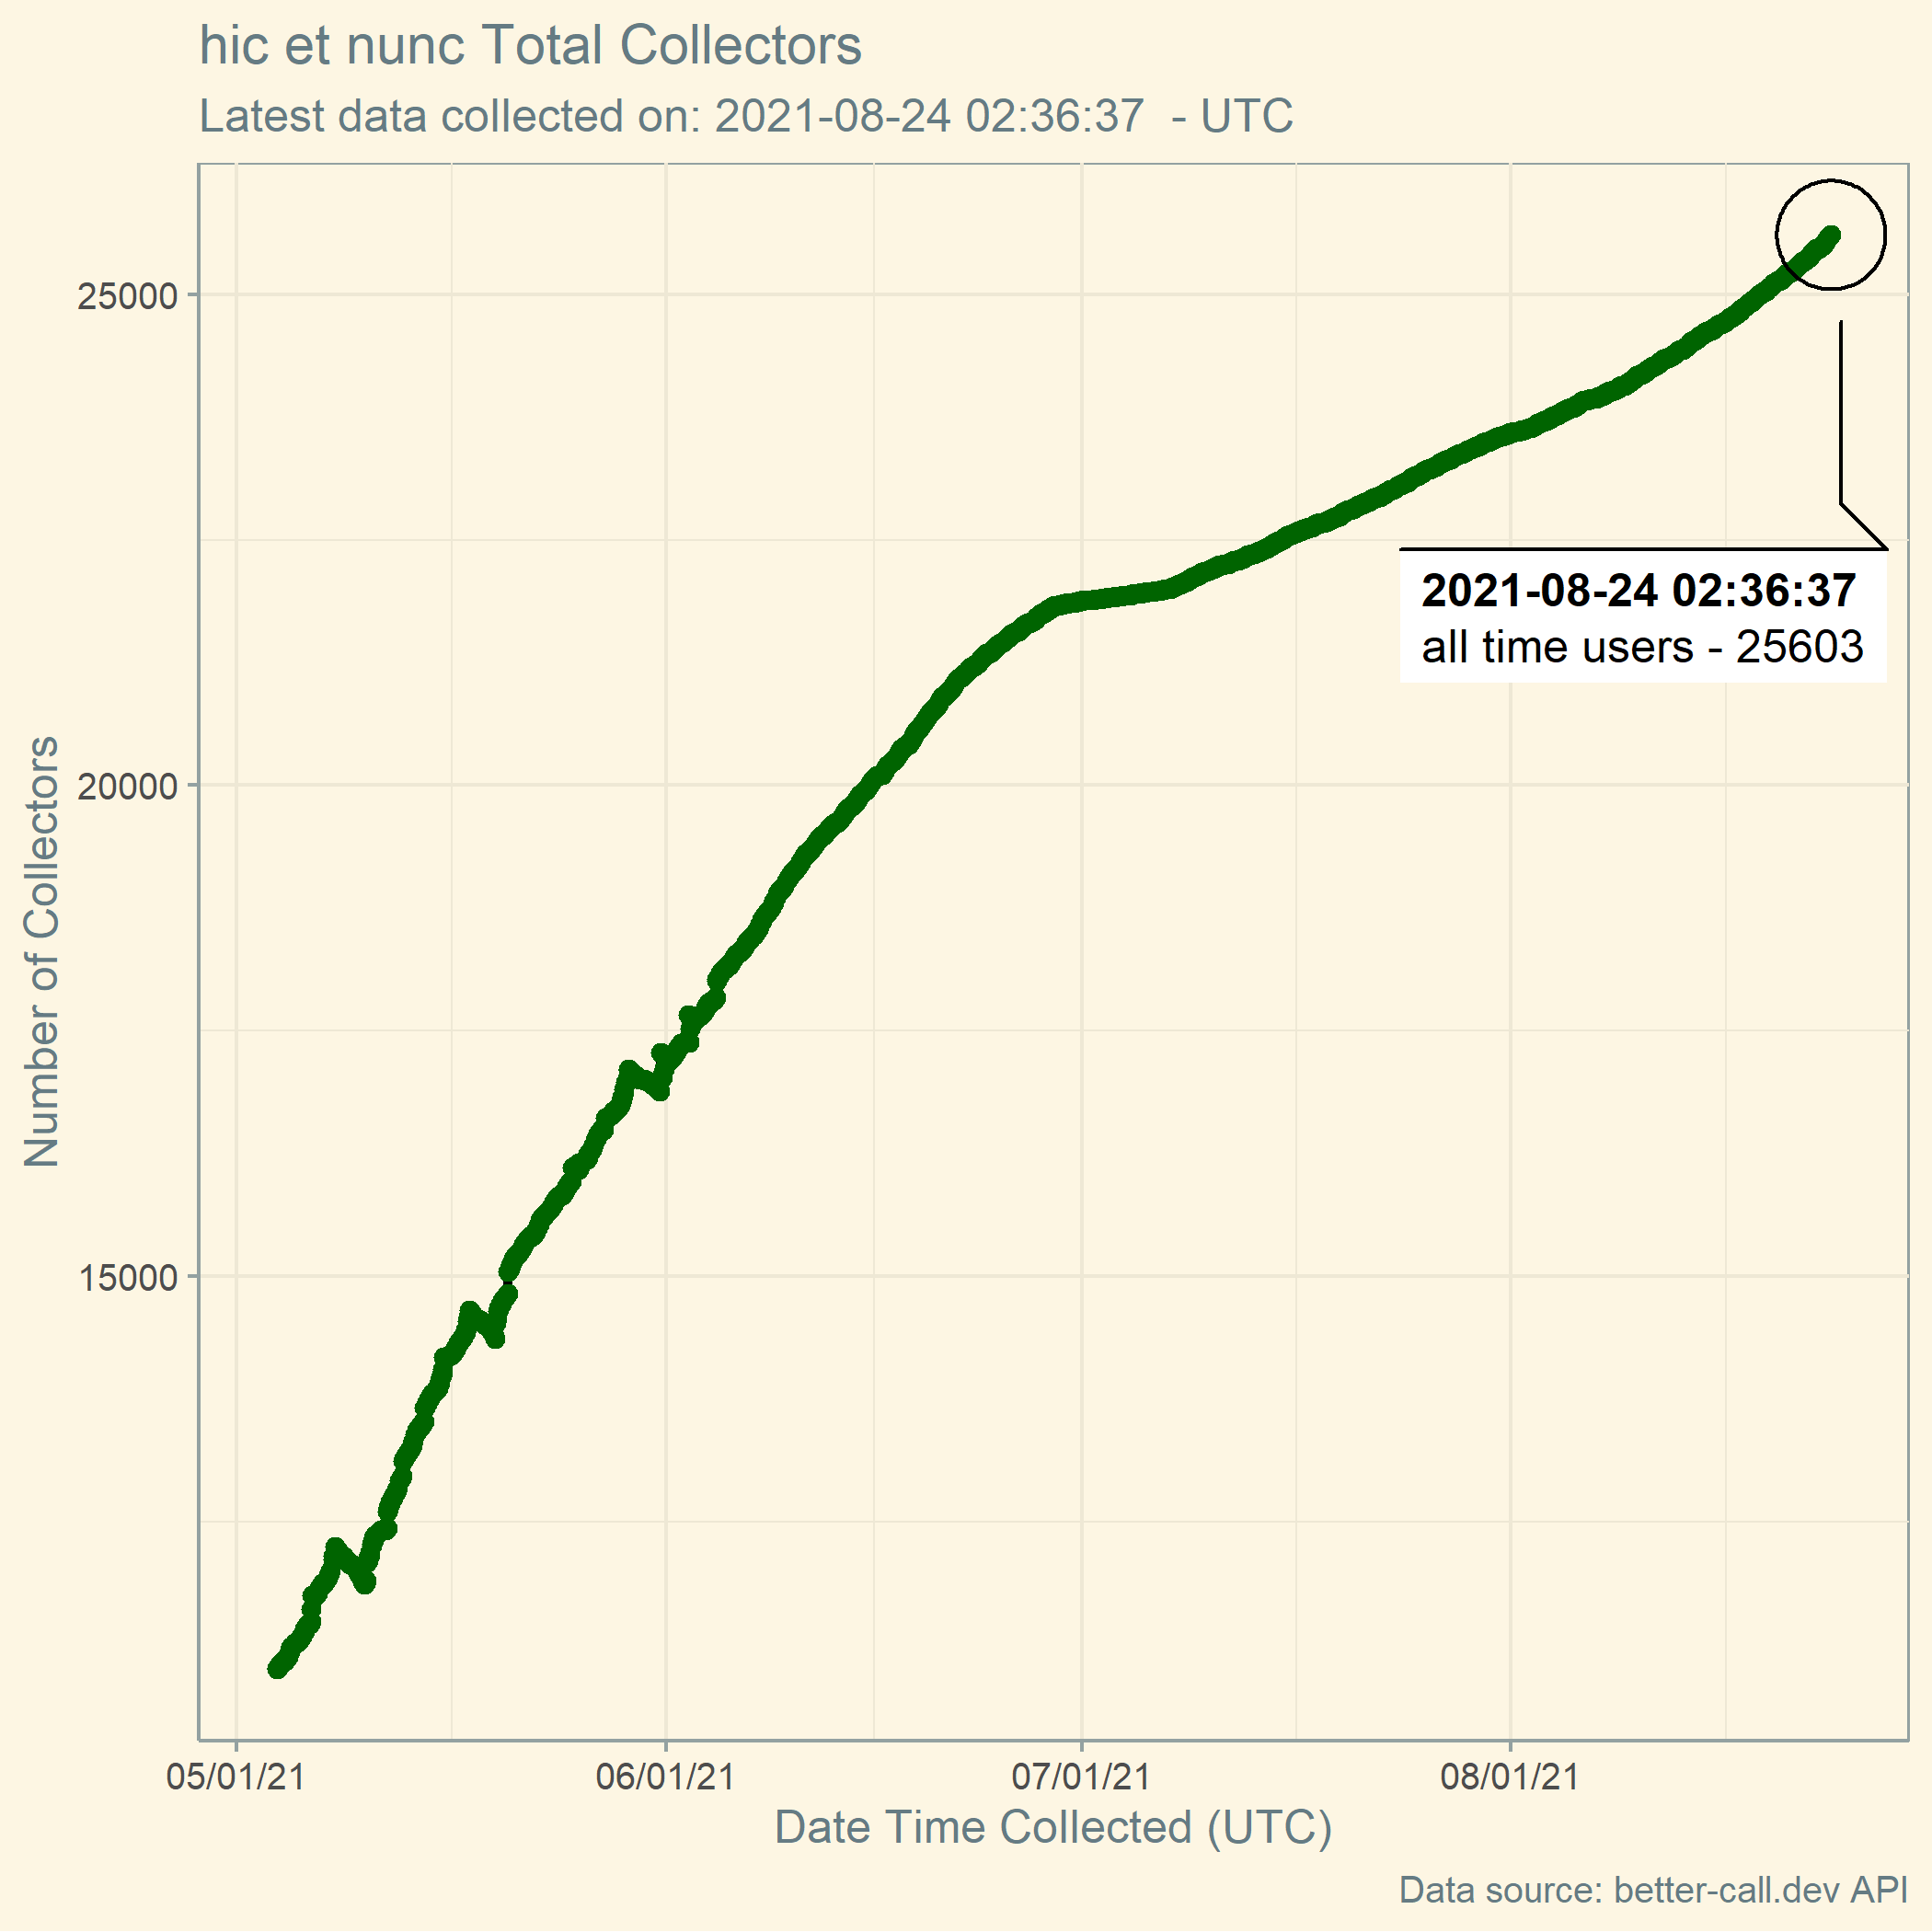 hic et nunc Total Collectors
Latest data collected on: 2021-08-24 02:36:37  - UTC
25000
20000
15000
Number of Collectors
2021-08-24 02:36:37
all time users - 25603
05/01/21
06/01/21
07/01/21
08/01/21
Date Time Collected (UTC)
Data source: better-call.dev API